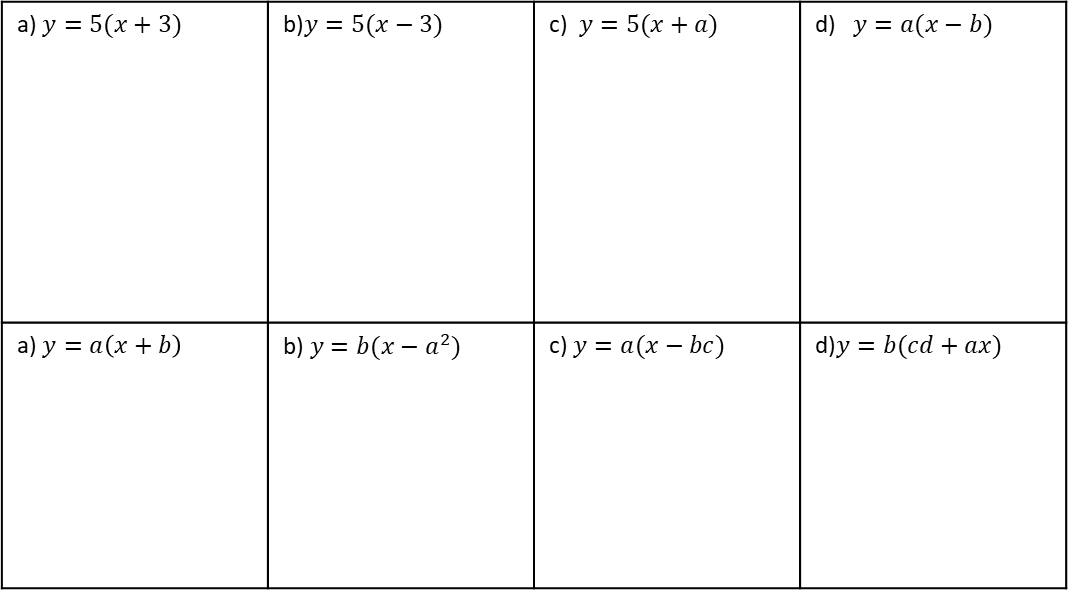 a) y = 5(x + 3)
b)y = 5(x − 3)
c) y = 5(x + a)
d) y = a(x − b)
a) y = a(x + b)
b) y = b(x − a²)
c) y = a(x − bc)
d)y = b(cd + ax)